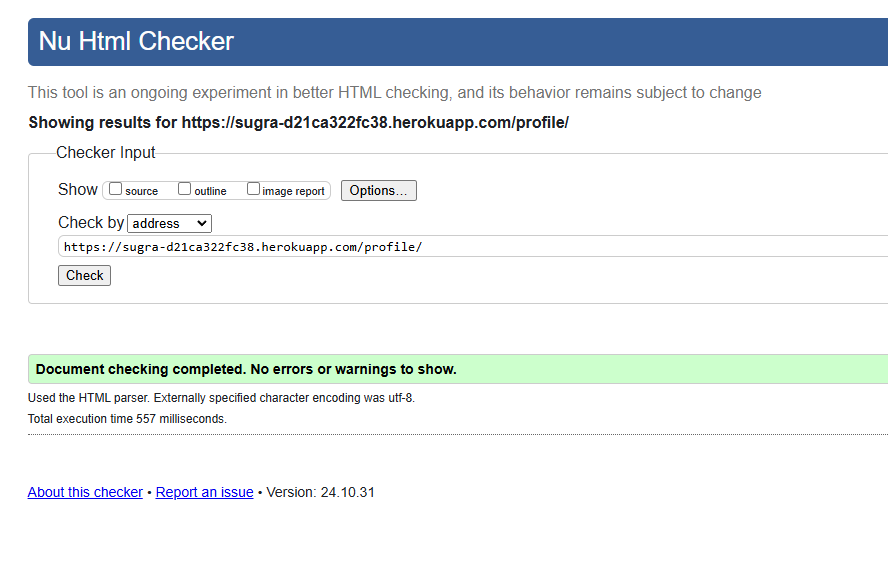 Nu Html Checker
This tool is an ongoing experiment in better HTML checking, and its behavior remains subject to change
Showing results for https://sugra-d21ca322fc38.herokuapp.com/profile/
Checker Input
Show source outline image report Options...
Check by address
https://sugra-d21ca322fc38.herokuapp.com/profile/
Check
Document checking completed. No errors or warnings to show.
Used the HTML parser. Externally specified character encoding was utf-8.
Total execution time 557 milliseconds.
About this checker • Report an issue • Version: 24.10.31